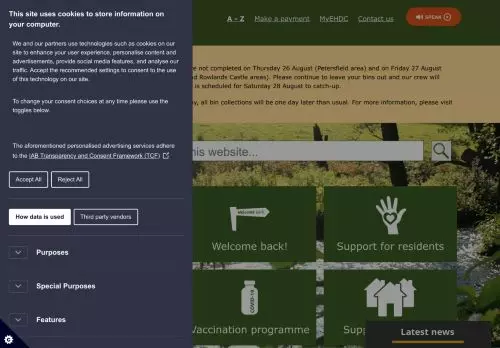 This site uses cookies to store information on
your computer.
We and our partners use technologies such as cookies on our
site to enhance your user experience, personalise content and
advertisements, provide social media features, and analyse our
traffic. Accept the recommended settings to consent to the use
of this technology on our site.
To change your consent choices at any time please use the
toggles below.
The aforementioned personalised advertising services adhere
to the IAB Transparency and Consent Framework (TCF)
Accept All
Reject All
How data is used
Third party vendors
Purposes
Special Purposes
Features
A - Z
Make a payment
MyEHDC
Contact us
SPEAK
re not completed on Thursday 26 August (Petersfield area) and on Friday 27 August
nd Rowlands Castle areas). Please continue to leave your bins out and our crew will
is scheduled for Saturday 28 August to catch-up.
y, all bin collections will be one day later than usual. For more information, please visit
his website...
Welcome back
Welcome back!
Support for residents
COVID-19
Vaccination programme
Supp
Latest news